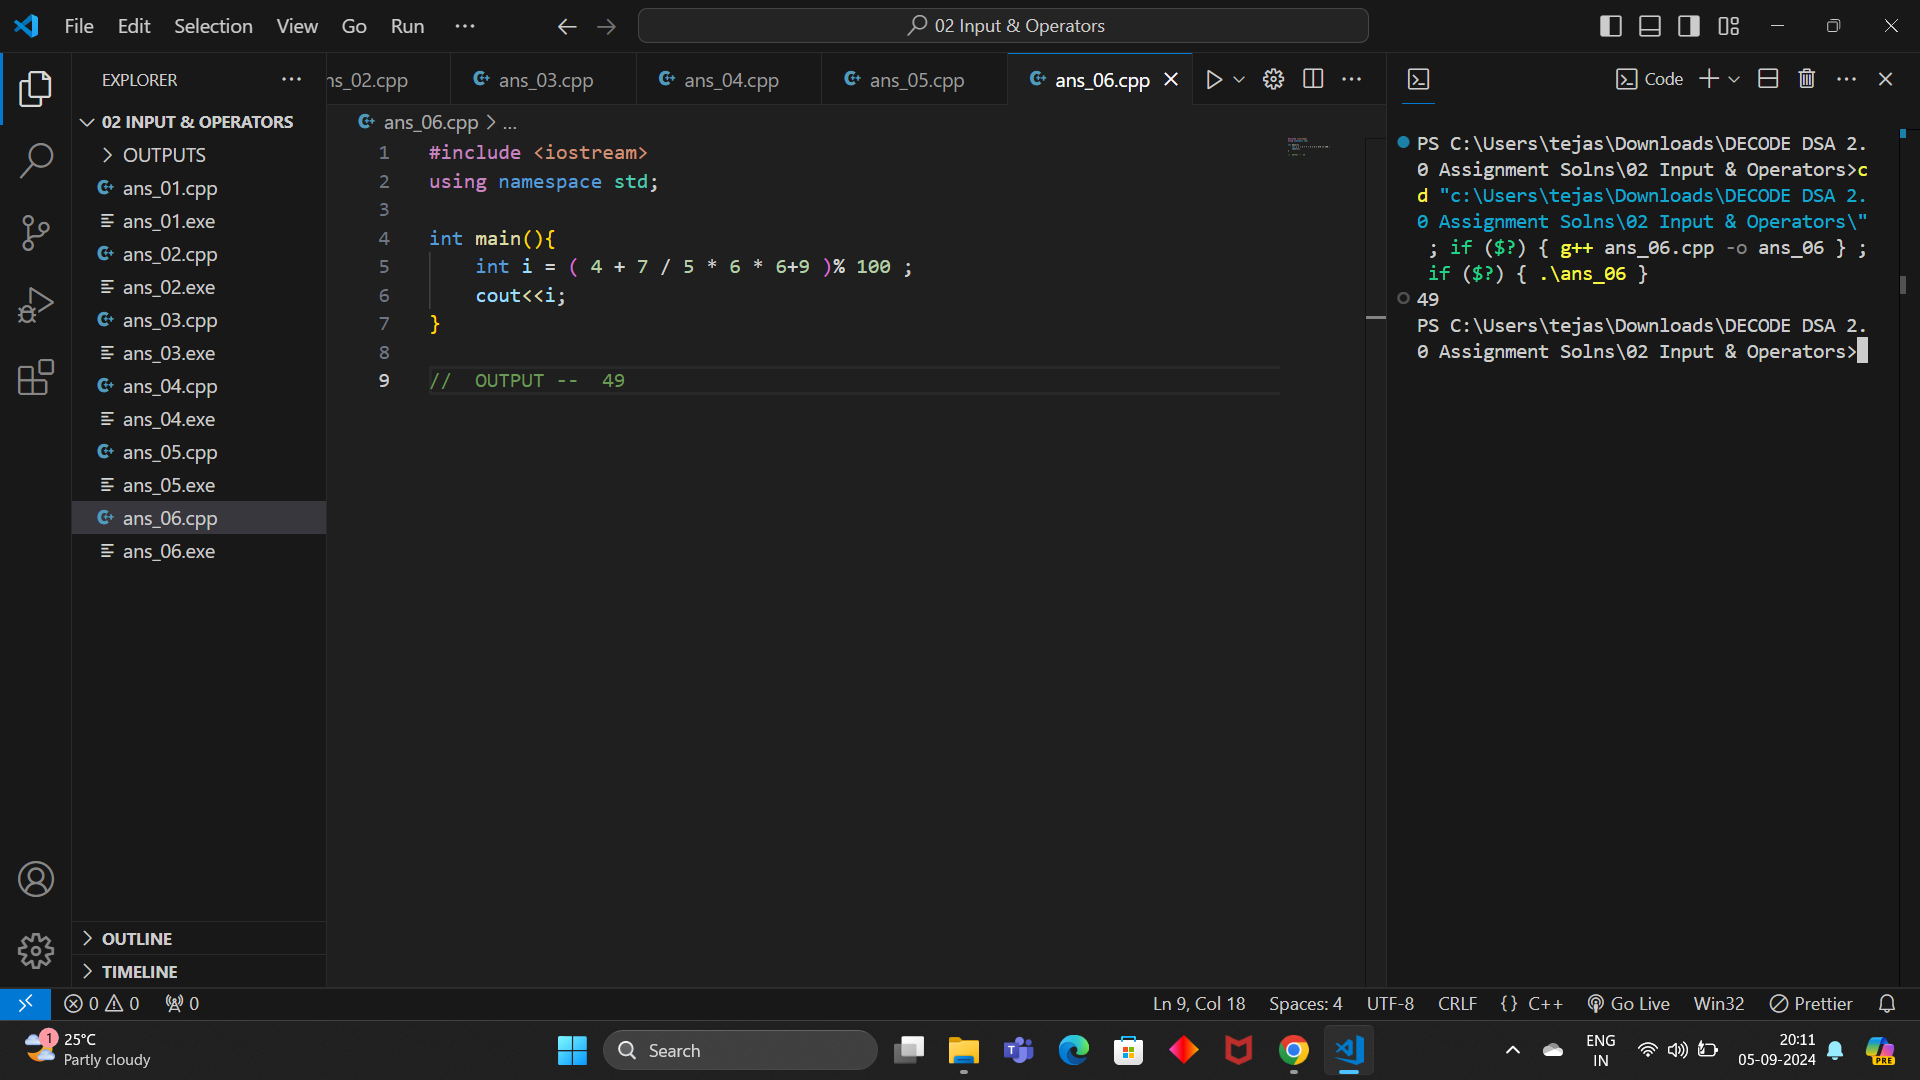 File Edit Selection View Go Run ···
02 Input & Operators
EXPLORER ···
02 INPUT & OPERATORS
OUTPUTS
ans_01.cpp
ans_01.exe
ans_02.cpp
ans_02.exe
ans_03.cpp
ans_03.exe
ans_04.cpp
ans_04.exe
ans_05.cpp
ans_05.exe
ans_06.cpp
ans_06.exe
OUTLINE
TIMELINE
ns_02.cpp ans_03.cpp ans_04.cpp ans_05.cpp ans_06.cpp
ans_06.cpp > ...
1 #include <iostream>
2 using namespace std;
3
4 int main(){
5 int i = ( 4 + 7 / 5 * 6 * 6+9 )% 100 ;
6 cout<<i;
7 }
8
9 // OUTPUT -- 49
Code
PS C:\Users\tejas\Downloads\DECODE DSA 2.
0 Assignment Solns\02 Input & Operators>c
d "c:\Users\tejas\Downloads\DECODE DSA 2.
0 Assignment Solns\02 Input & Operators\"
; if ($?) { g++ ans_06.cpp -o ans_06 } ;
if ($?) { .\ans_06 }
49
PS C:\Users\tejas\Downloads\DECODE DSA 2.
0 Assignment Solns\02 Input & Operators>
0 0 0 Ln 9, Col 18 Spaces: 4 UTF-8 CRLF {} C++ Go Live Win32 Prettier
1
25°C
Partly cloudy
Search
ENG
IN
20:11
05-09-2024
PRE